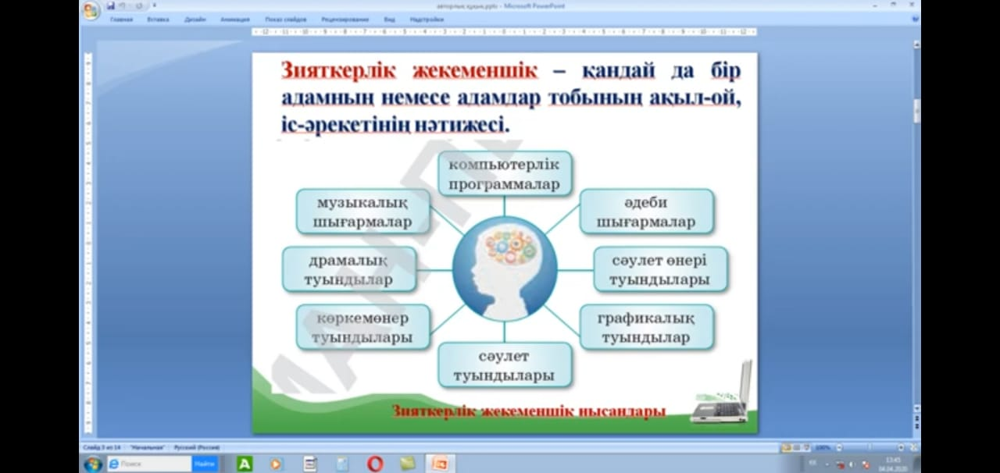 авторлық құқық.pptx - Microsoft PowerPoint
Главная Вставка Дизайн Анимация Показ слайдов Рецензирование Вид Надстройки
Зияткерлік жекеменшік – қандай да бір
адамның немесе адамдар тобының ақыл-ой,
іс-әрекетінің нәтижесі.
компьютерлік
программалар
музыкалық
шығармалар
әдеби
шығармалар
драмалық
туындылар
сәулет өнері
туындылары
көркемөнер
туындылары
графикалық
туындылар
сәулет
туындылары
Зияткерлік жекеменшік нысандары
Слайд 3 из 14 "Начальная" Русский (Россия)
100%
Поиск Найти
13:45
04.04.2020